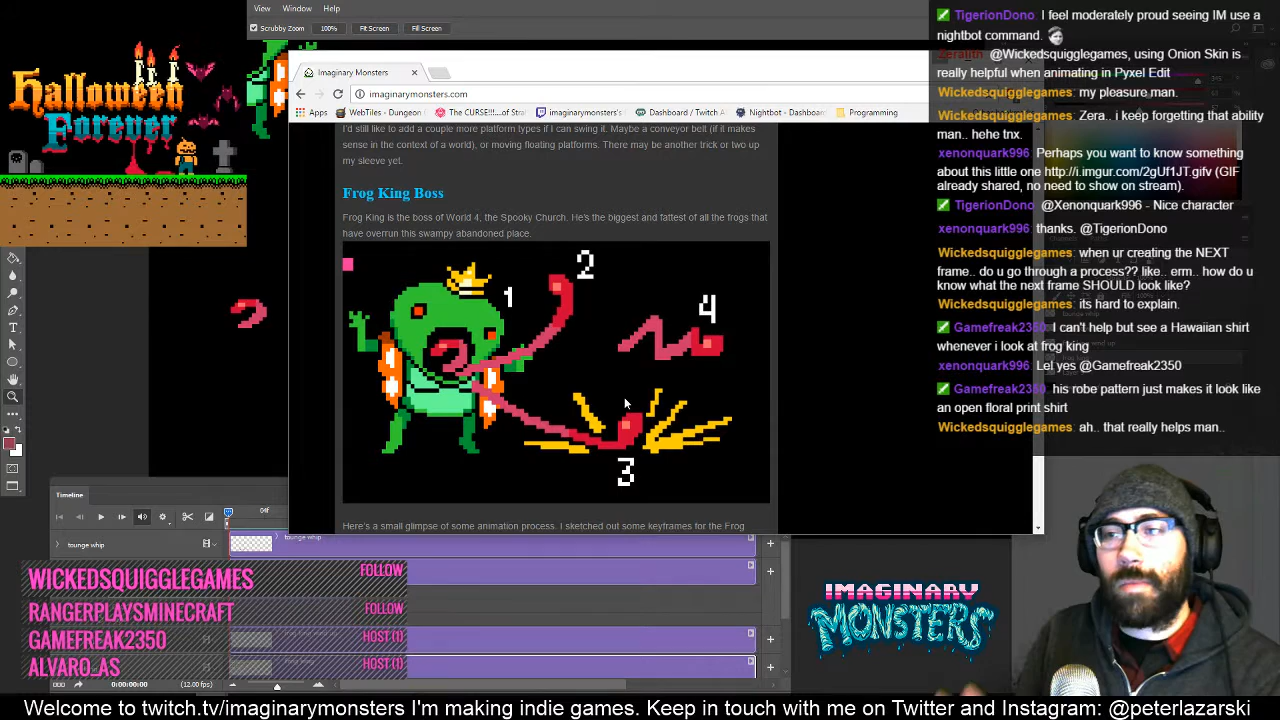 View Window Help
Scrubby Zoom 100% Fit Screen Fill Screen
Halloween
Forever
Imaginary Monsters
imaginarymonsters.com
Apps WebTiles - Dungeon The CURSE!!!...of Stra imaginarymonsters's Dashboard / Twitch Nightbot - Dashboard Programming
I'd still like to add a couple more platform types if I can swing it. Maybe a conveyor belt (if it makes
sense in the context of a world), or moving floating platforms. There may be another trick or two up
my sleeve yet.
Frog King Boss
Frog King is the boss of World 4, the Spooky Church. He's the biggest and fattest of all the frogs that
have overrun this swampy abandoned place.
1
2
4
3
Here's a small glimpse of some animation process. I sketched out some keyframes for the Frog
TigerionDono: I feel moderately proud seeing IM use a
nightbot command.
Zeralith: @Wickedsquigglegames, using Onion Skin is
really helpful when animating in Pyxel Edit
Wickedsquigglegames: my pleasure man.
Wickedsquigglegames: Zera.. i keep forgetting that ability
man.. hehe tnx.
xenonquark996: Perhaps you want to know something
about this little one http://i.imgur.com/2gUf1JT.gifv (GIF
already shared, no need to show on stream).
TigerionDono: @Xenonquark996 - Nice character
xenonquark996: thanks. @TigerionDono
Wickedsquigglegames: when ur creating the NEXT
frame.. do u go through a process?? like.. em.. how do u
know what the next frame SHOULD look like?
Wickedsquigglegames: its hard to explain.
Gamefreak2350: I can't help but see a Hawaiian shirt
whenever i look at frog king
xenonquark996: Lel yes @Gamefreak2350
Gamefreak2350: his robe pattern just makes it look like
an open floral print shirt
Wickedsquigglegames: ah.. that really helps man..
Timeline
04f
tounge whip
tounge whip
WICKEDSQUIGGLEGAMES FOLLOW
RANGERPLAYSMINECRAFT FOLLOW
GAMEFREAK2350 HOST (1)
ALVARO_AS HOST (1)
0:00:00:00 (12.00 fps)
IMAGINARY
MONSTERS
Welcome to twitch.tv/imaginarymonsters I'm making indie games. Keep in touch with me on Twitter and Instagram: @peterlazarski